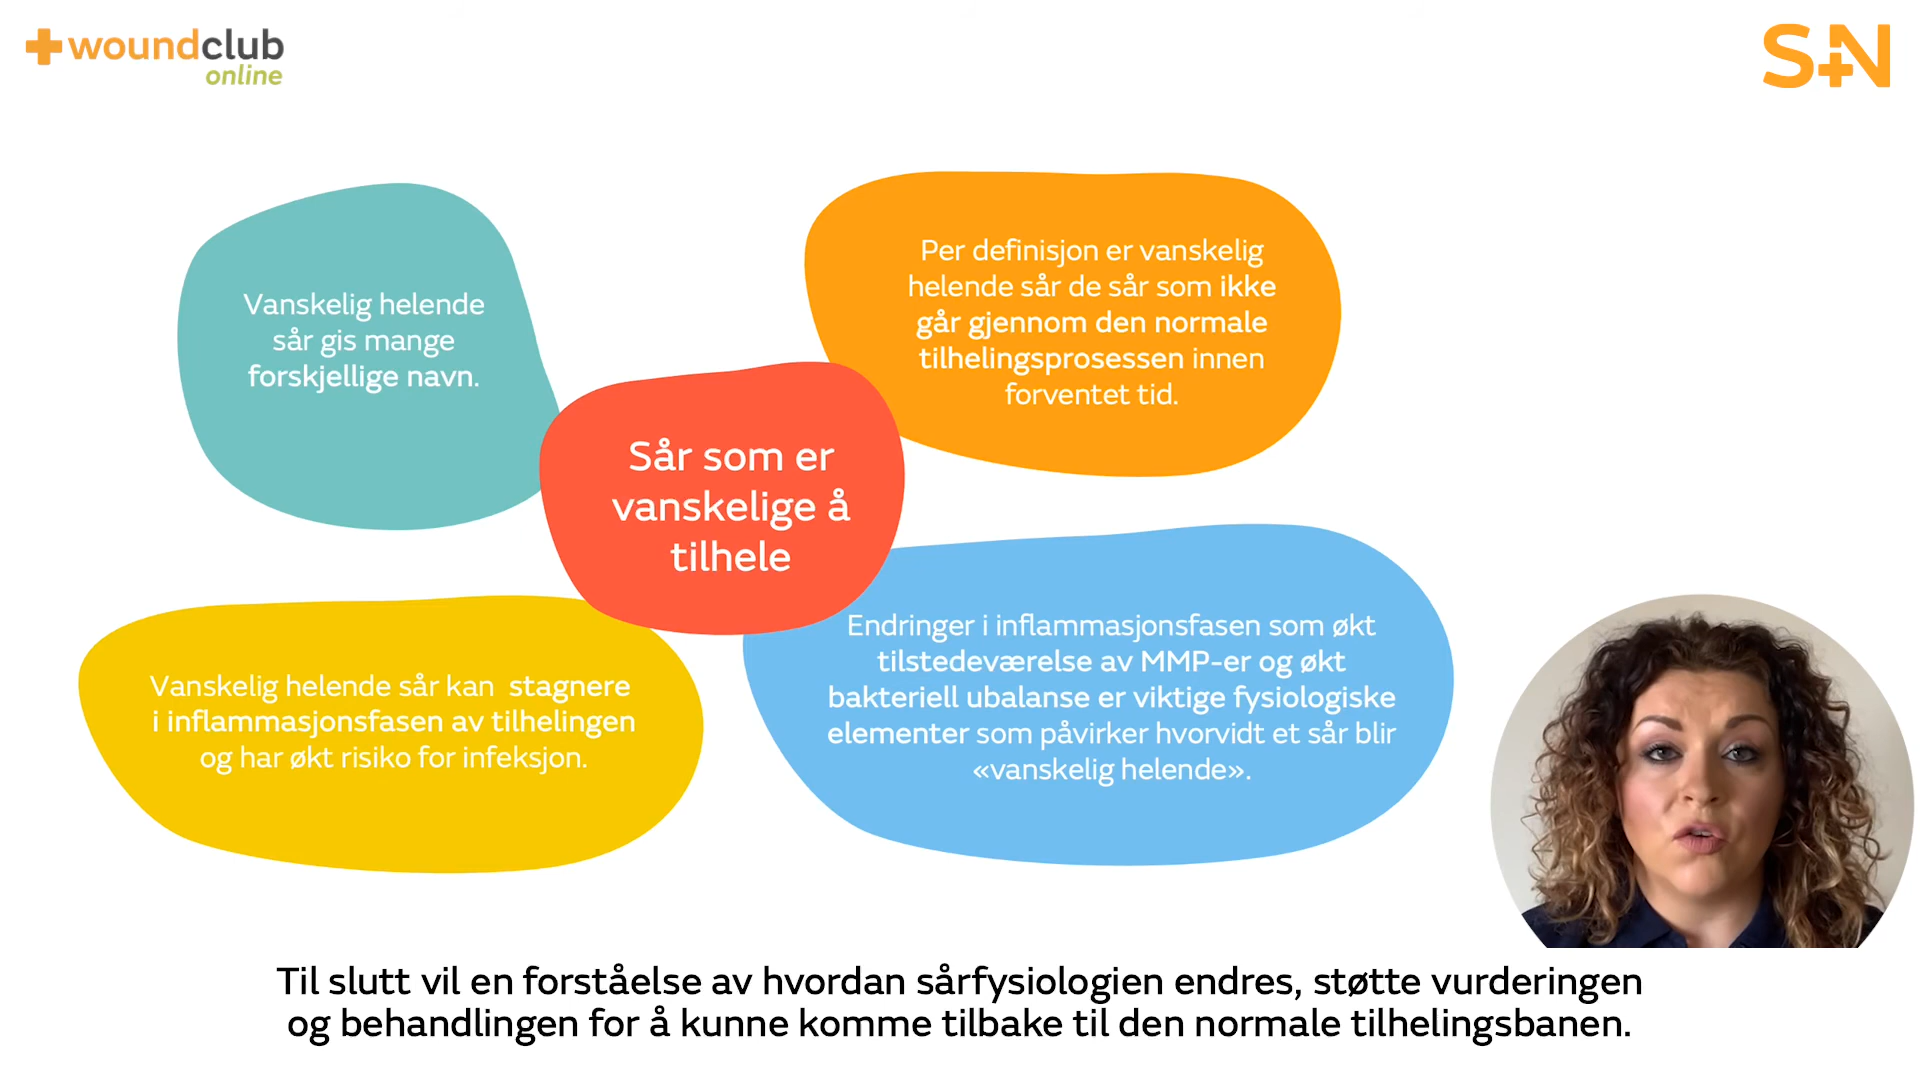 woundclub
online
S+N
Vanskelig helende
sår gis mange
forskjellige navn.
Per definisjon er vanskelig
helende sår de sår som ikke
går gjennom den normale
tilhelingsprosessen innen
forventet tid.
Sår som er
vanskelige å
tilhele
Vanskelig helende sår kan stagnere
i inflammasjonsfasen av tilhelingen
og har økt risiko for infeksjon.
Endringer i inflammasjonsfasen som økt
tilstedeværelse av MMP-er og økt
bakteriell ubalanse er viktige fysiologiske
elementer som påvirker hvorvidt et sår blir
«vanskelig helende».
Til slutt vil en forståelse av hvordan sårfysiologien endres, støtte vurderingen
og behandlingen for å kunne komme tilbake til den normale tilhelingsbanen.